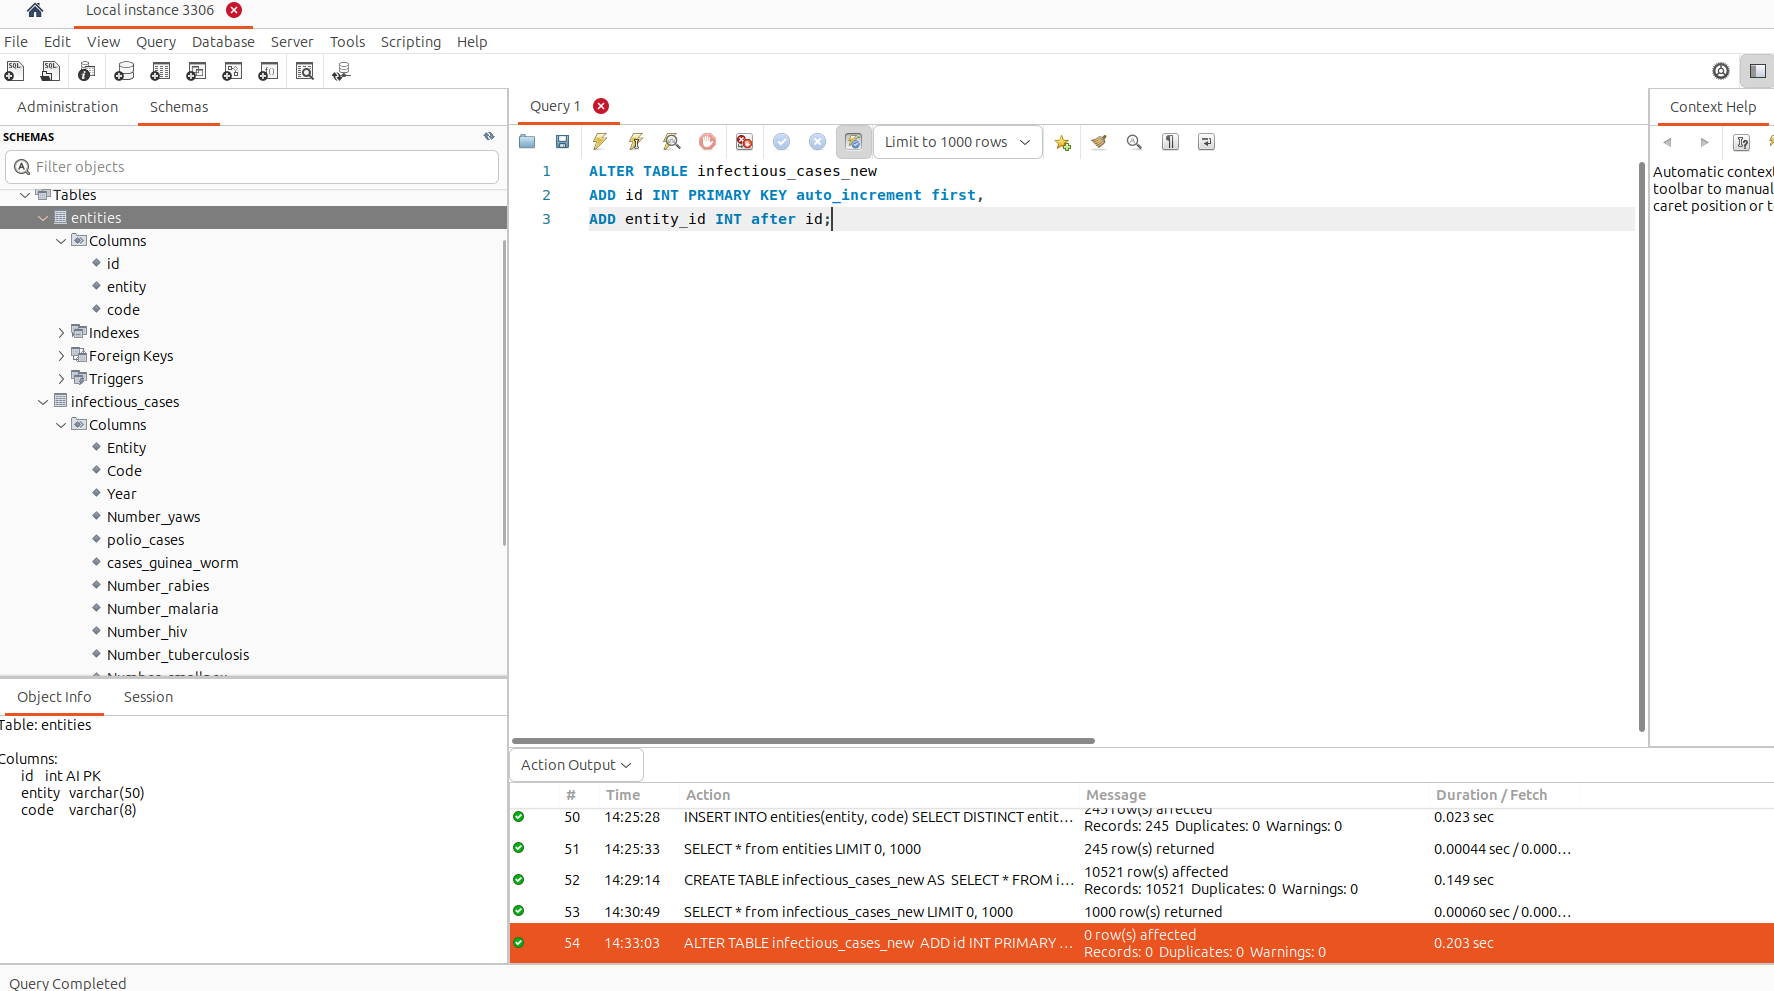 Local instance 3306
File Edit View Query Database Server Tools Scripting Help
Administration Schemas
SCHEMAS
Filter objects
Tables
entities
Columns
id
entity
code
Indexes
Foreign Keys
Triggers
infectious_cases
Columns
Entity
Code
Year
Number_yaws
polio_cases
cases_guinea_worm
Number_rabies
Number_malaria
Number_hiv
Number_tuberculosis
Object Info Session
Table: entities
Columns:
id int AI PK
entity varchar(50)
code varchar(8)
Query 1
Limit to 1000 rows
1 ALTER TABLE infectious_cases_new
2 ADD id INT PRIMARY KEY auto_increment first,
3 ADD entity_id INT after id;
Context Help
Automatic context
toolbar to manual
caret position or t
Action Output
# Time Action Message Duration / Fetch
50 14:25:28 INSERT INTO entities(entity, code) SELECT DISTINCT entit... 245 row(s) affected
Records: 245 Duplicates: 0 Warnings: 0 0.023 sec
51 14:25:33 SELECT * from entities LIMIT 0, 1000 245 row(s) returned 0.00044 sec / 0.000...
52 14:29:14 CREATE TABLE infectious_cases_new AS SELECT * FROM i... 10521 row(s) affected
Records: 10521 Duplicates: 0 Warnings: 0 0.149 sec
53 14:30:49 SELECT * from infectious_cases_new LIMIT 0, 1000 1000 row(s) returned 0.00060 sec / 0.000...
54 14:33:03 ALTER TABLE infectious_cases_new ADD id INT PRIMARY ... 0 row(s) affected
Records: 0 Duplicates: 0 Warnings: 0 0.203 sec
Query Completed